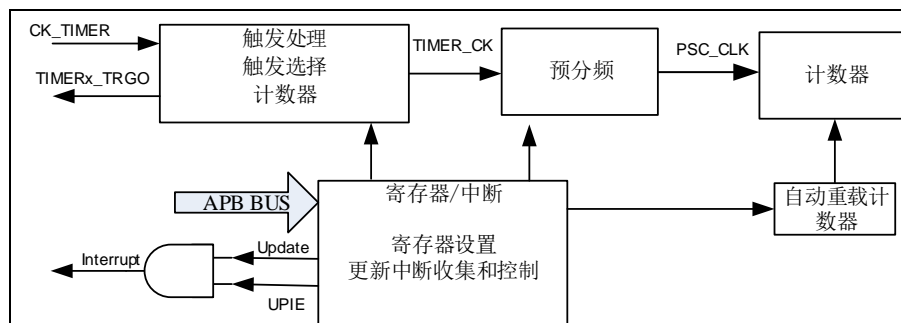 CK_TIMER
TIMERx_TRGO
触发处理
触发选择
计数器
TIMER_CK
预分频
PSC_CLK
计数器
APB BUS
寄存器/中断
寄存器设置
更新中断收集和控制
自动重载计
数器
Interrupt
Update
UPIE